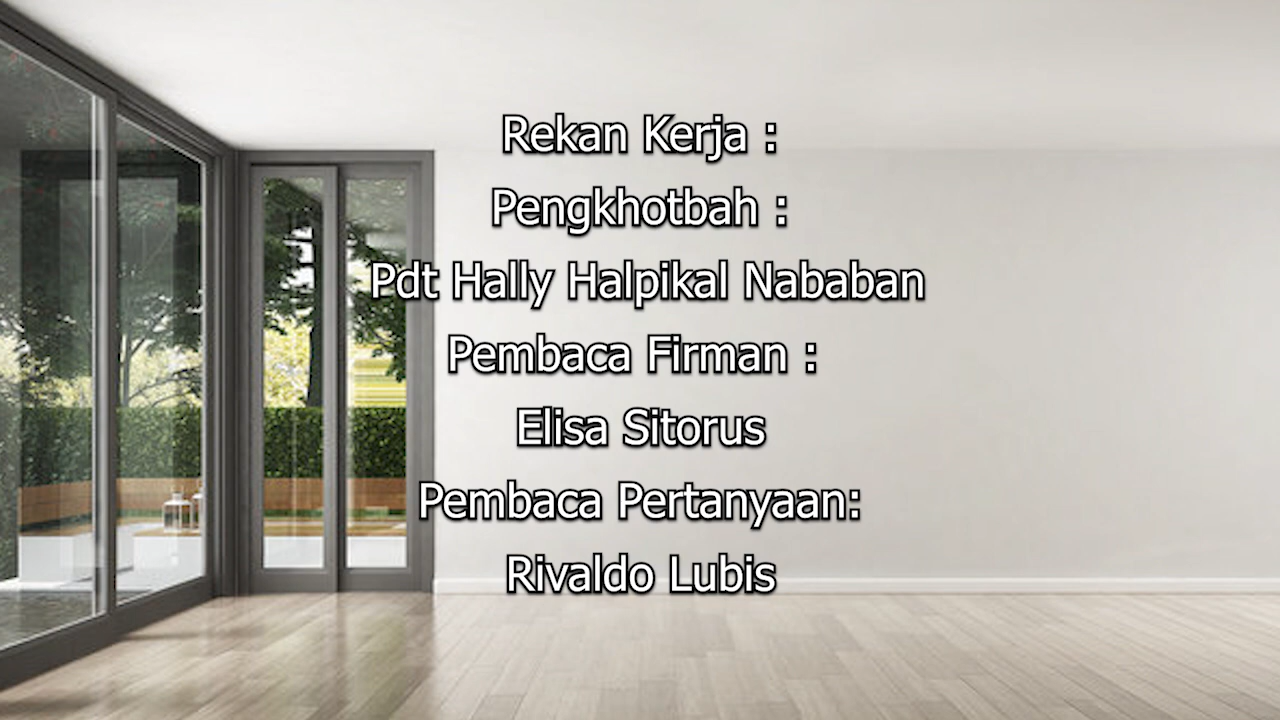 Rekan Kerja :
Pengkhotbah :
Pdt Hally Halpikal Nababan
Pembaca Firman :
Elisa Sitorus
Pembaca Pertanyaan:
Rivaldo Lubis